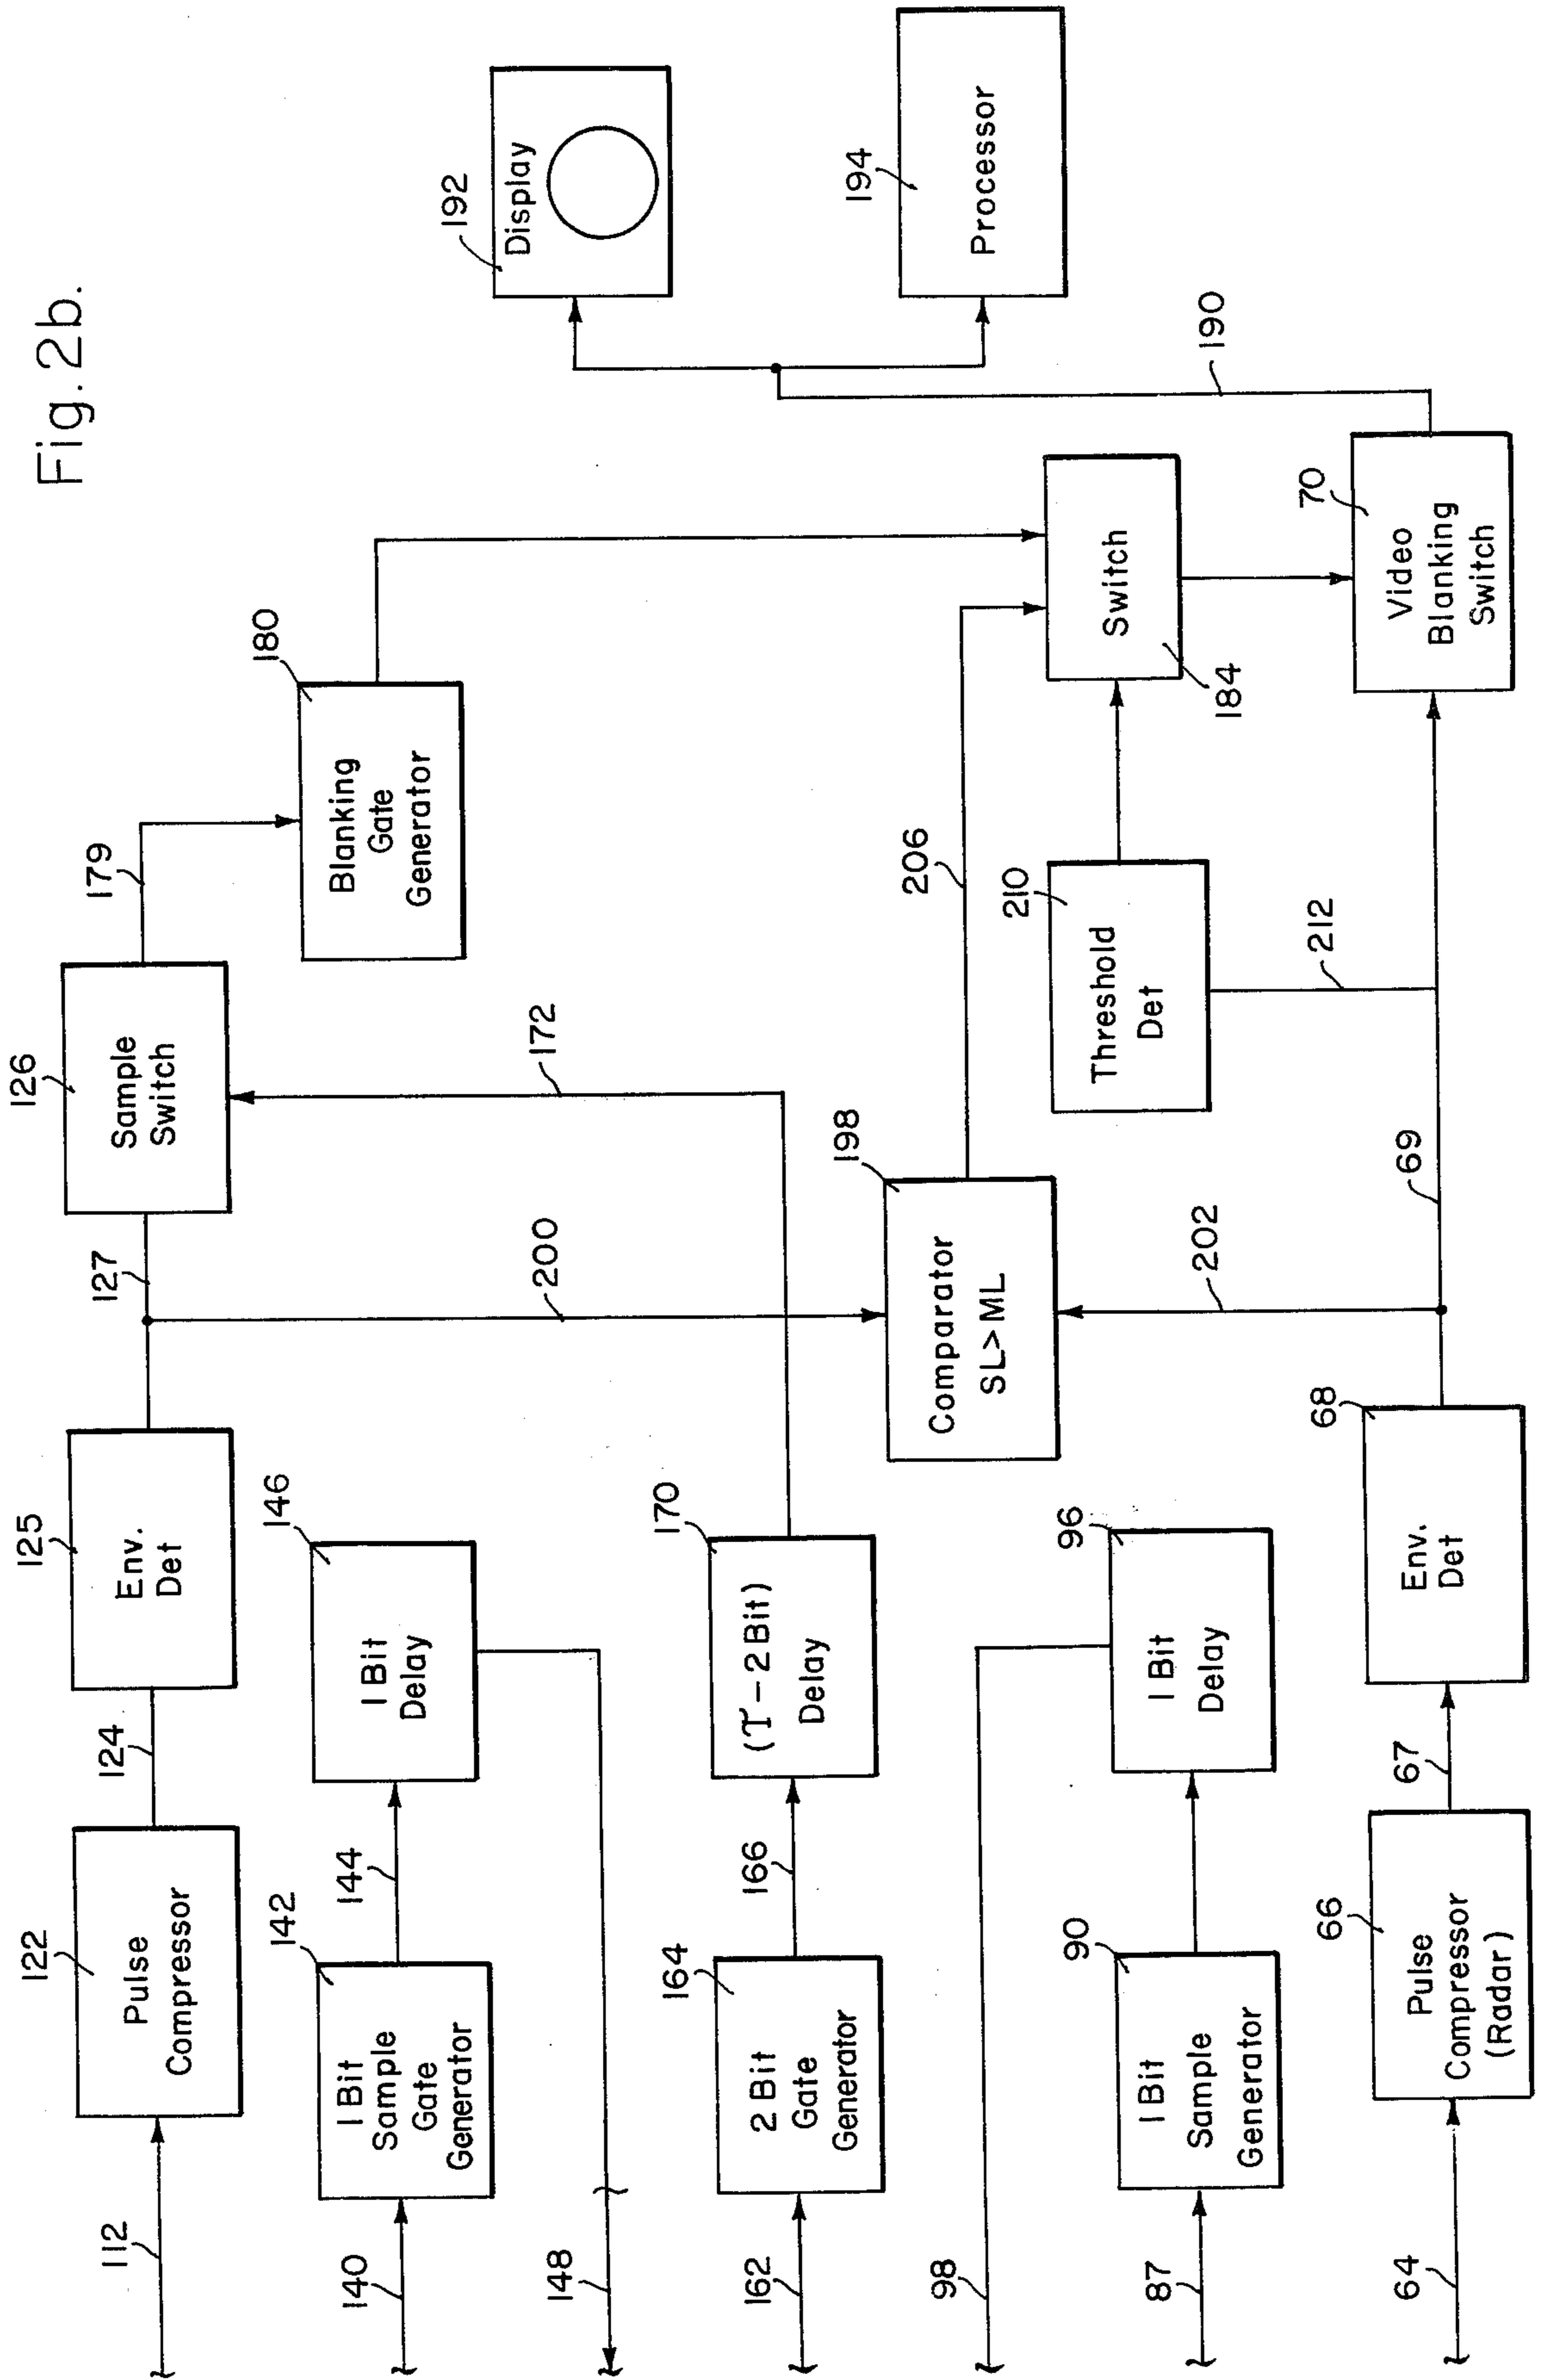 Fig. 2b.
112
122
Pulse
Compressor
124
125
Env.
Det
127
126
Sample
Switch
179
180
Blanking
Gate
Generator
140
142
1 Bit
Sample
Gate
Generator
144
146
1 Bit
Delay
148
162
164
2 Bit
Gate
Generator
166
170
(τ-2Bit)
Delay
172
200
198
Comparator
SL>ML
202
206
210
Threshold
Det
212
184
Switch
98
87
90
1 Bit
Sample
Generator
96
1 Bit
Delay
64
66
Pulse
Compressor
(Radar)
67
68
Env.
Det
69
70
Video
Blanking
Switch
190
192
Display
194
Processor